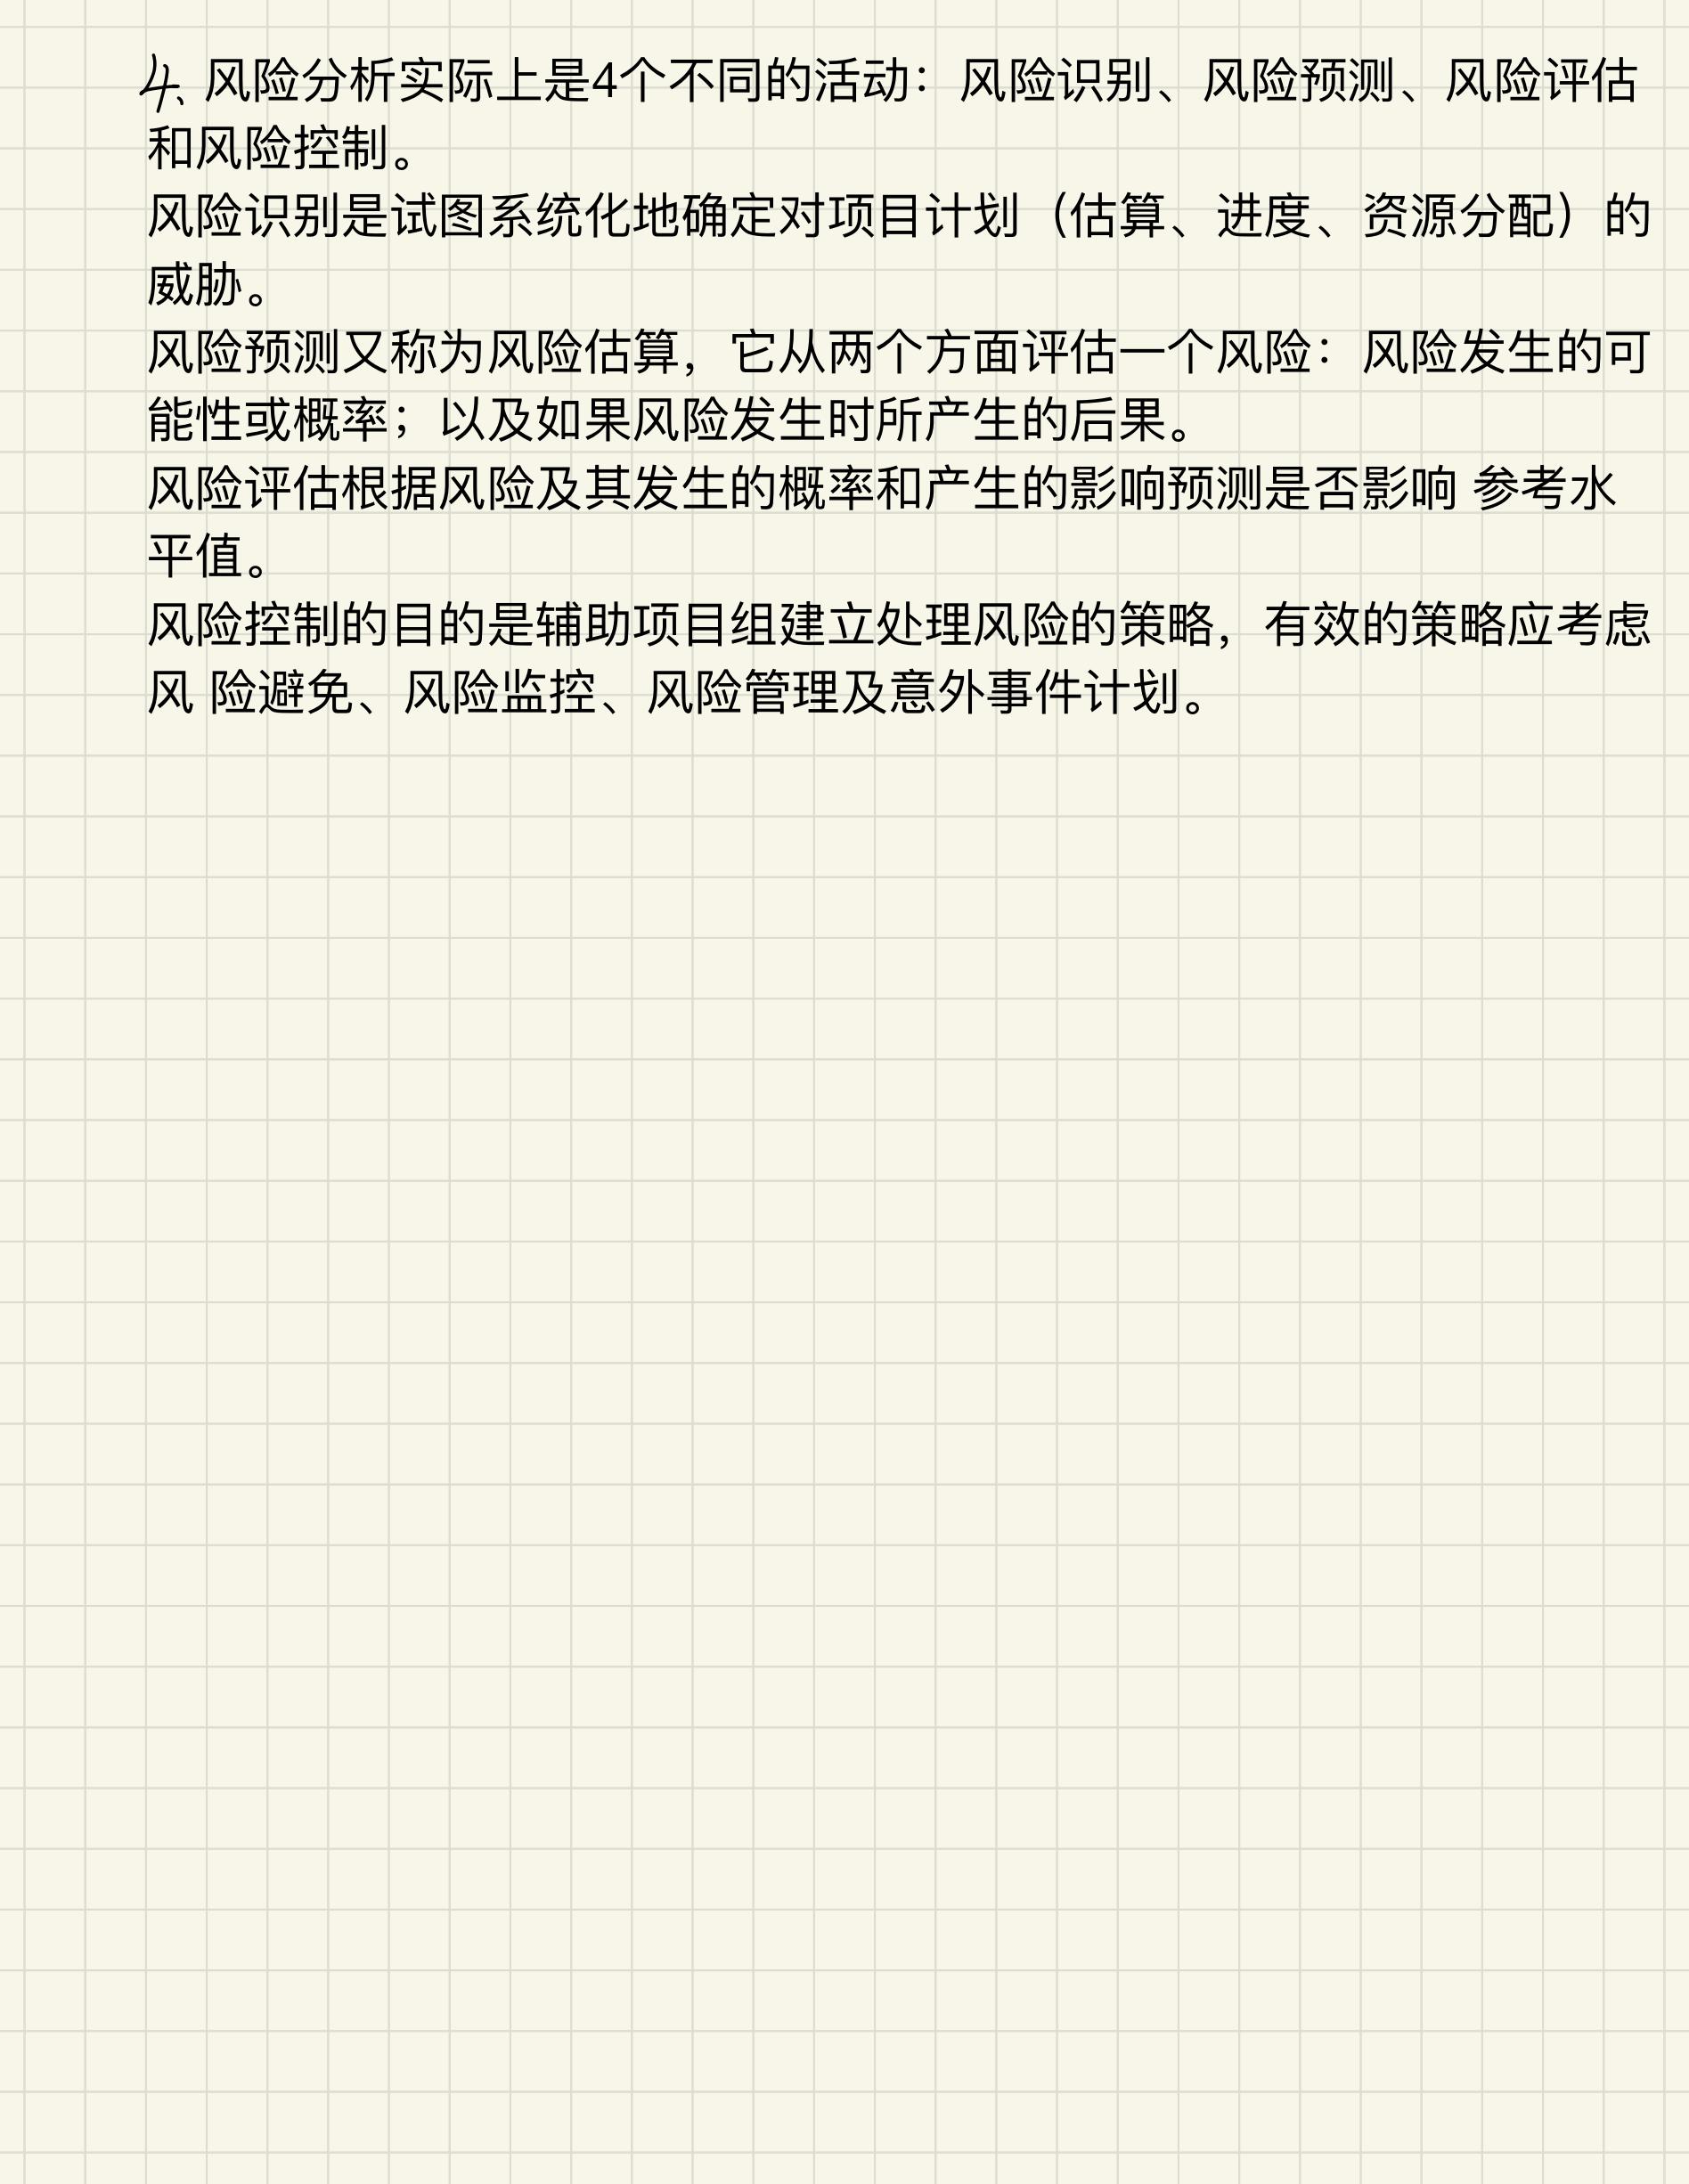 4、风险分析实际上是4个不同的活动：风险识别、风险预测、风险评估
和风险控制。
风险识别是试图系统化地确定对项目计划（估算、进度、资源分配）的
威胁。
风险预测又称为风险估算，它从两个方面评估一个风险：风险发生的可
能性或概率；以及如果风险发生时所产生的后果。
风险评估根据风险及其发生的概率和产生的影响预测是否影响 参考水
平值。
风险控制的目的是辅助项目组建立处理风险的策略，有效的策略应考虑
风 险避免、风险监控、风险管理及意外事件计划。